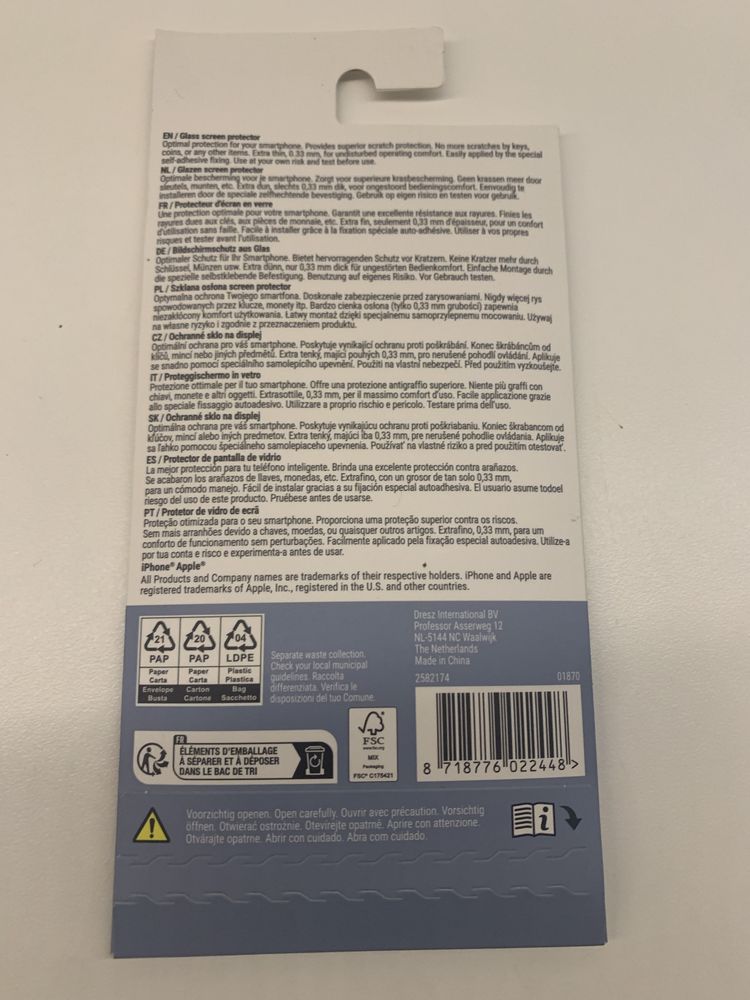 EN / Glass screen protector
Optimal protection for your smartphone. Provides superior scratch protection. No more scratches by keys,
coins, or any other items. Extra thin, 0.33 mm, for undisturbed operating comfort. Easily applied by the special
self-adhesive fixing. Use at your own risk and test before use.
NL / Glazen screen protector
Optimale bescherming voor je smartphone. Zorgt voor superieure krasbescherming. Geen krassen meer door
sleutels, munten, etc. Extra dun, slechts 0,33 mm dik, voor ongestoord bedieningscomfort. Eenvoudig te
installeren door de speciale zelfhechtende bevestiging. Gebruik op eigen risico en testen voor gebruik.
FR / Protecteur d'écran en verre
Une protection optimale pour votre smartphone. Garantit une excellente résistance aux rayures. Finies les
rayures dues aux clés, aux pièces de monnaie, etc. Extra fin, seulement 0,33 mm d'épaisseur, pour un confort
d'utilisation sans faille. Facile à installer grâce à la fixation spéciale auto-adhésive. Utiliser à vos propres
risques et tester avant l'utilisation.
DE / Bildschirmschutz aus Glas
Optimaler Schutz für Ihr Smartphone. Bietet hervorragenden Schutz vor Kratzern. Keine Kratzer mehr durch
Schlüssel, Münzen usw. Extra dünn, nur 0,33 mm dick für ungestörten Bedienkomfort. Einfache Montage durch
die spezielle selbstklebende Befestigung. Benutzung auf eigenes Risiko. Vor Gebrauch testen.
PL / Szklana osłona screen protector
Optymalna ochrona Twojego smartfona. Doskonałe zabezpieczenie przed zarysowaniami. Nigdy więcej rys
spowodowanych przez klucze, monety itp. Bardzo cienka osłona (tylko 0,33 mm grubości) zapewnia
niezakłócony komfort użytkowania. Łatwy montaż dzięki specjalnemu samoprzylepnemu mocowaniu. Używaj
na własne ryzyko i zgodnie z przeznaczeniem produktu.
CZ / Ochranné sklo na displej
Optimální ochrana pro váš smartphone. Poskytuje vynikající ochranu proti poškrábání. Konec škrábancům od
klíčů, mincí nebo jiných předmětů. Extra tenký, mající pouhých 0,33 mm, pro nerušené pohodlí ovládání. Aplikuje
se snadno pomocí speciálního samolepicího upevnění. Použití na vlastní nebezpečí. Před použitím vyzkoušejte.
IT / Proteggischermo in vetro
Protezione ottimale per il tuo smartphone. Offre una protezione antigraffio superiore. Niente più graffi con
chiavi, monete e altri oggetti. Extrasottile, 0,33 mm, per il massimo comfort d'uso. Facile applicazione grazie
allo speciale fissaggio autoadesivo. Utilizzare a proprio rischio e pericolo. Testare prima dell'uso.
SK / Ochranné sklo na displej
Optimálna ochrana pre váš smartphone. Poskytuje vynikajúcu ochranu proti poškriabaniu. Koniec škrabancom od
kľúčov, mincí alebo iných predmetov. Extra tenký, majúci iba 0,33 mm, pre nerušené pohodlie ovládania. Aplikuje
sa ľahko pomocou špeciálneho samolepiaceho upevnenia. Používať na vlastné riziko a pred použitím otestovať.
ES / Protector de pantalla de vidrio
La mejor protección para tu teléfono inteligente. Brinda una excelente protección contra arañazos.
Se acabaron los arañazos de llaves, monedas, etc. Extrafino, con un grosor de tan solo 0,33 mm,
para un cómodo manejo. Fácil de instalar gracias a su fijación especial autoadhesiva. El usuario asume todoel
riesgo del uso de este producto. Pruébese antes de usarse.
PT / Protetor de vidro de ecrã
Proteção otimizada para o seu smartphone. Proporciona uma proteção superior contra os riscos.
Sem mais arranhões devido a chaves, moedas, ou quaisquer outros artigos. Extrafino, 0,33 mm, para um
conforto de funcionamento sem perturbações. Facilmente aplicado pela fixação especial autoadesiva. Utilize-a
por tua conta e risco e experimenta-a antes de usar.
iPhone® Apple®
All Products and Company names are trademarks of their respective holders. iPhone and Apple are
registered trademarks of Apple, Inc., registered in the U.S. and other countries.
21 20 04
PAP PAP LDPE
Paper Paper Plastic
Carta Carta Plastica
Envelope Carton Bag
Busta Cartone Sacchetto
Separate waste collection.
Check your local municipal
guidelines. Raccolta
differenziata. Verifica le
disposizioni del tuo Comune.
Dresz International BV
Professor Asserweg 12
NL-5144 NC Waalwijk
The Netherlands
Made in China
2582174 01870
8 718776 022448 >
FR
ÉLÉMENTS D'EMBALLAGE
À SÉPARER ET À DÉPOSER
DANS LE BAC DE TRI
FSC
www.fsc.org
MIX
Packaging
FSC® C175421
Voorzichtig openen. Open carefully. Ouvrir avec précaution. Vorsichtig
öffnen. Otwierać ostrożnie. Otevírejte opatrně. Aprire con attenzione.
Otvárajte opatrne. Abrir con cuidado. Abra com cuidado.